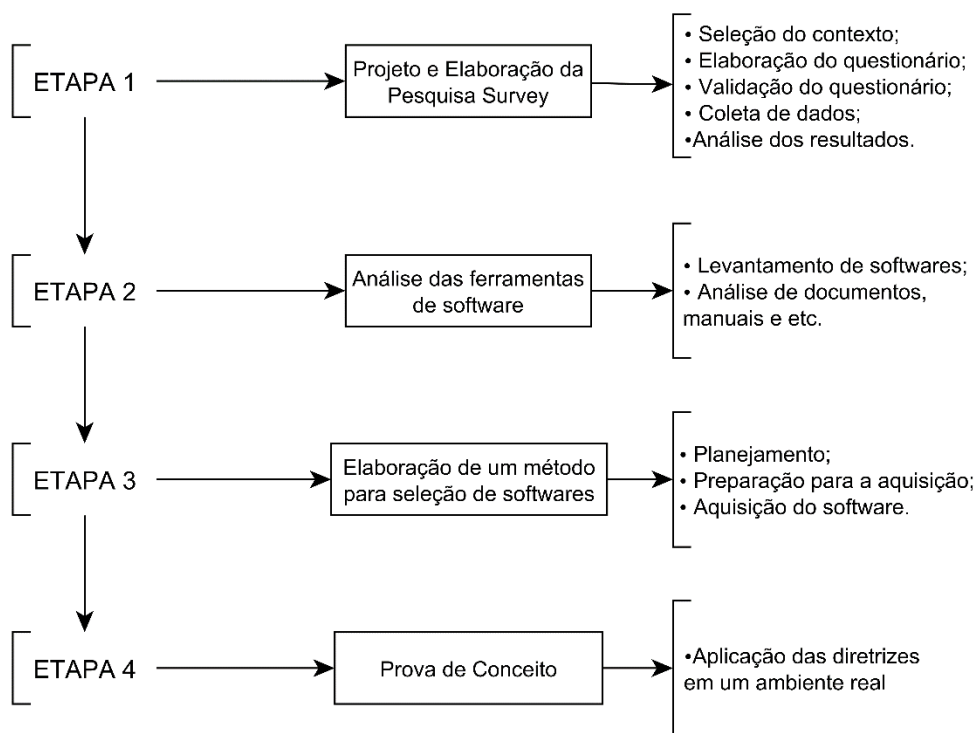 ETAPA 1
Projeto e Elaboração da
Pesquisa Survey
• Seleção do contexto;
• Elaboração do questionário;
• Validação do questionário;
• Coleta de dados;
•Análise dos resultados.
ETAPA 2
Análise das ferramentas
de software
• Levantamento de softwares;
• Análise de documentos,
manuais e etc.
ETAPA 3
Elaboração de um método
para seleção de softwares
• Planejamento;
• Preparação para a aquisição;
• Aquisição do software.
ETAPA 4
Prova de Conceito
•Aplicação das diretrizes
em um ambiente real